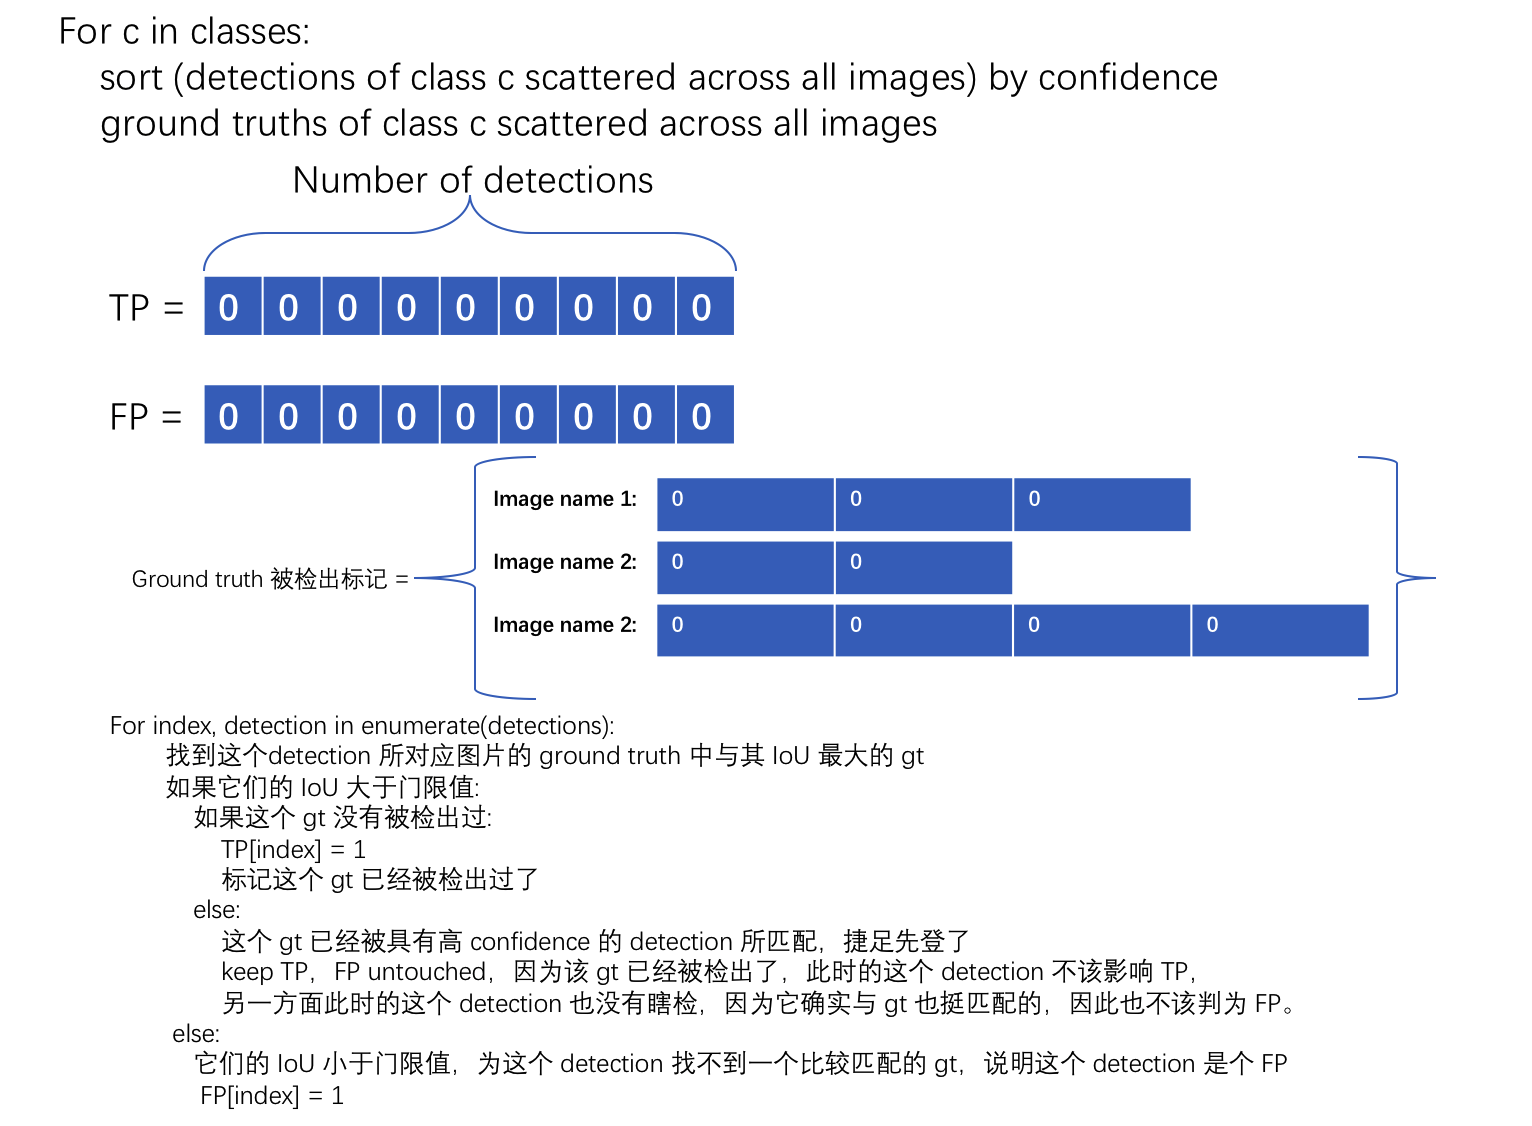 For c in classes:
sort (detections of class c scattered across all images) by confidence
ground truths of class c scattered across all images
Number of detections
TP = 0 0 0 0 0 0 0 0 0
FP = 0 0 0 0 0 0 0 0 0
Image name 1: 0 0 0
Image name 2: 0 0
Ground truth 被检出标记 =
Image name 2: 0 0 0 0
For index, detection in enumerate(detections):
找到这个detection 所对应图片的 ground truth 中与其 IoU 最大的 gt
如果它们的 IoU 大于门限值:
如果这个 gt 没有被检出过:
TP[index] = 1
标记这个 gt 已经被检出过了
else:
这个 gt 已经被具有高 confidence 的 detection 所匹配，捷足先登了
keep TP，FP untouched，因为该 gt 已经被检出了，此时的这个 detection 不该影响 TP，
另一方面此时的这个 detection 也没有瞎检，因为它确实与 gt 也挺匹配的，因此也不该判为 FP。
else:
它们的 IoU 小于门限值，为这个 detection 找不到一个比较匹配的 gt，说明这个 detection 是个 FP
FP[index] = 1